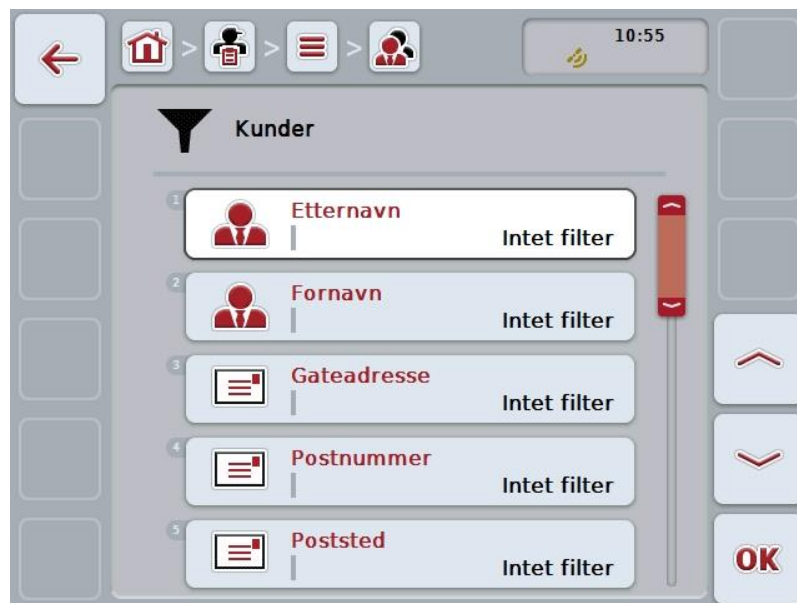 10:55
Kunder
1
Etternavn
Intet filter
2
Fornavn
Intet filter
3
Gateadresse
Intet filter
4
Postnummer
Intet filter
5
Poststed
Intet filter
OK